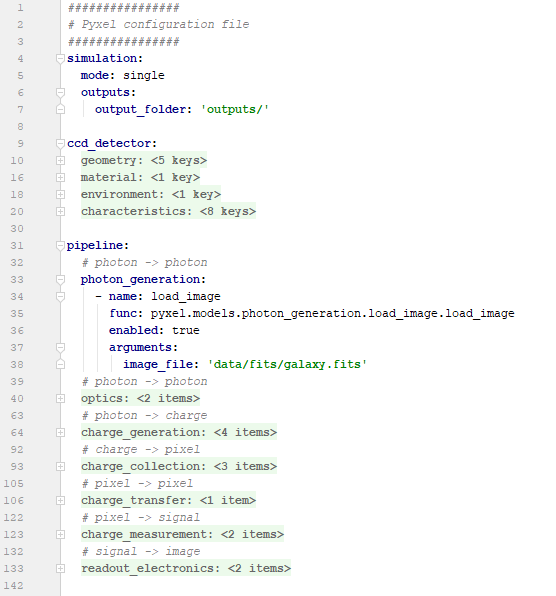 1 ################
2 # Pyxel configuration file
3 ################
4 simulation:
5   mode: single
6   outputs:
7     output_folder: 'outputs/'
8
9 ccd_detector:
10   geometry: <5 keys>
16   material: <1 key>
18   environment: <1 key>
20   characteristics: <8 keys>
30
31 pipeline:
32   # photon -> photon
33   photon_generation:
34     - name: load_image
35       func: pyxel.models.photon_generation.load_image.load_image
36       enabled: true
37       arguments:
38         image_file: 'data/fits/galaxy.fits'
39   # photon -> photon
40   optics: <2 items>
63   # photon -> charge
64   charge_generation: <4 items>
92   # charge -> pixel
93   charge_collection: <3 items>
105   # pixel -> pixel
106   charge_transfer: <1 item>
122   # pixel -> signal
123   charge_measurement: <2 items>
132   # signal -> image
133   readout_electronics: <2 items>
142